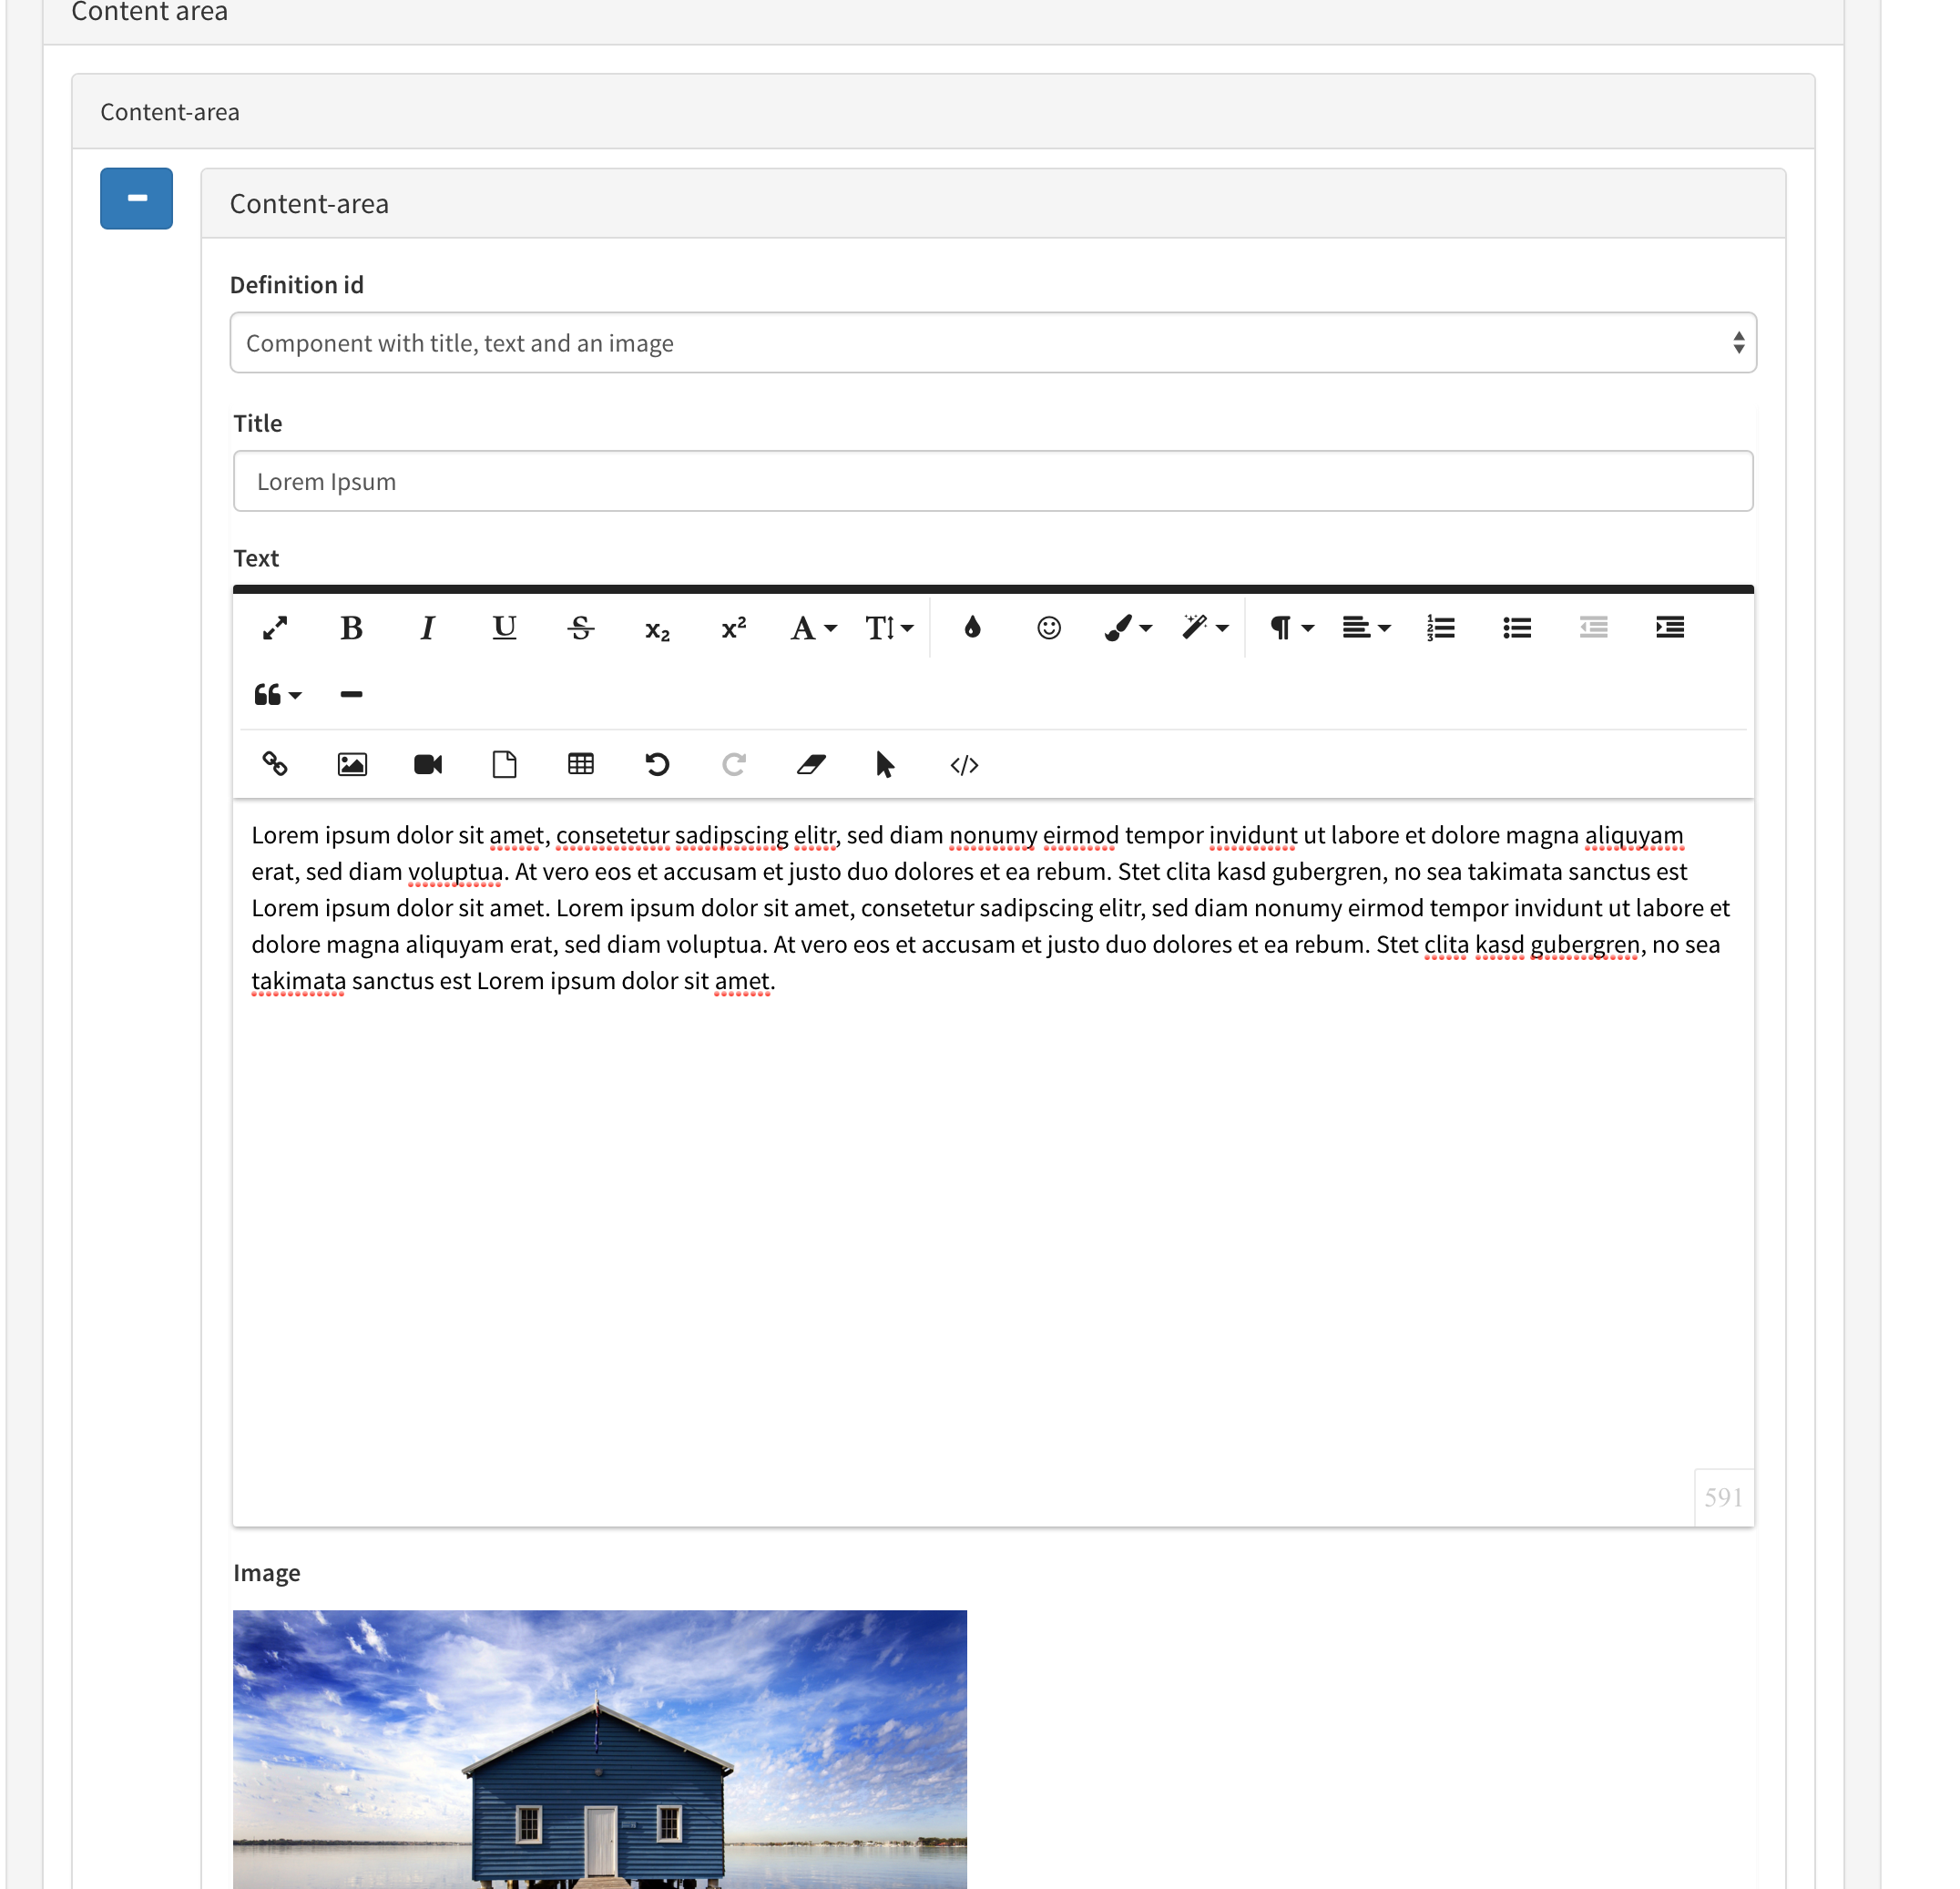 Content area
Content-area
Content-area
Definition id
Component with title, text and an image
Title
Lorem Ipsum
Text
Lorem ipsum dolor sit amet, consetetur sadipscing elitr, sed diam nonumy eirmod tempor invidunt ut labore et dolore magna aliquyam
erat, sed diam voluptua. At vero eos et accusam et justo duo dolores et ea rebum. Stet clita kasd gubergren, no sea takimata sanctus est
Lorem ipsum dolor sit amet. Lorem ipsum dolor sit amet, consetetur sadipscing elitr, sed diam nonumy eirmod tempor invidunt ut labore et
dolore magna aliquyam erat, sed diam voluptua. At vero eos et accusam et justo duo dolores et ea rebum. Stet clita kasd gubergren, no sea
takimata sanctus est Lorem ipsum dolor sit amet.
591
Image